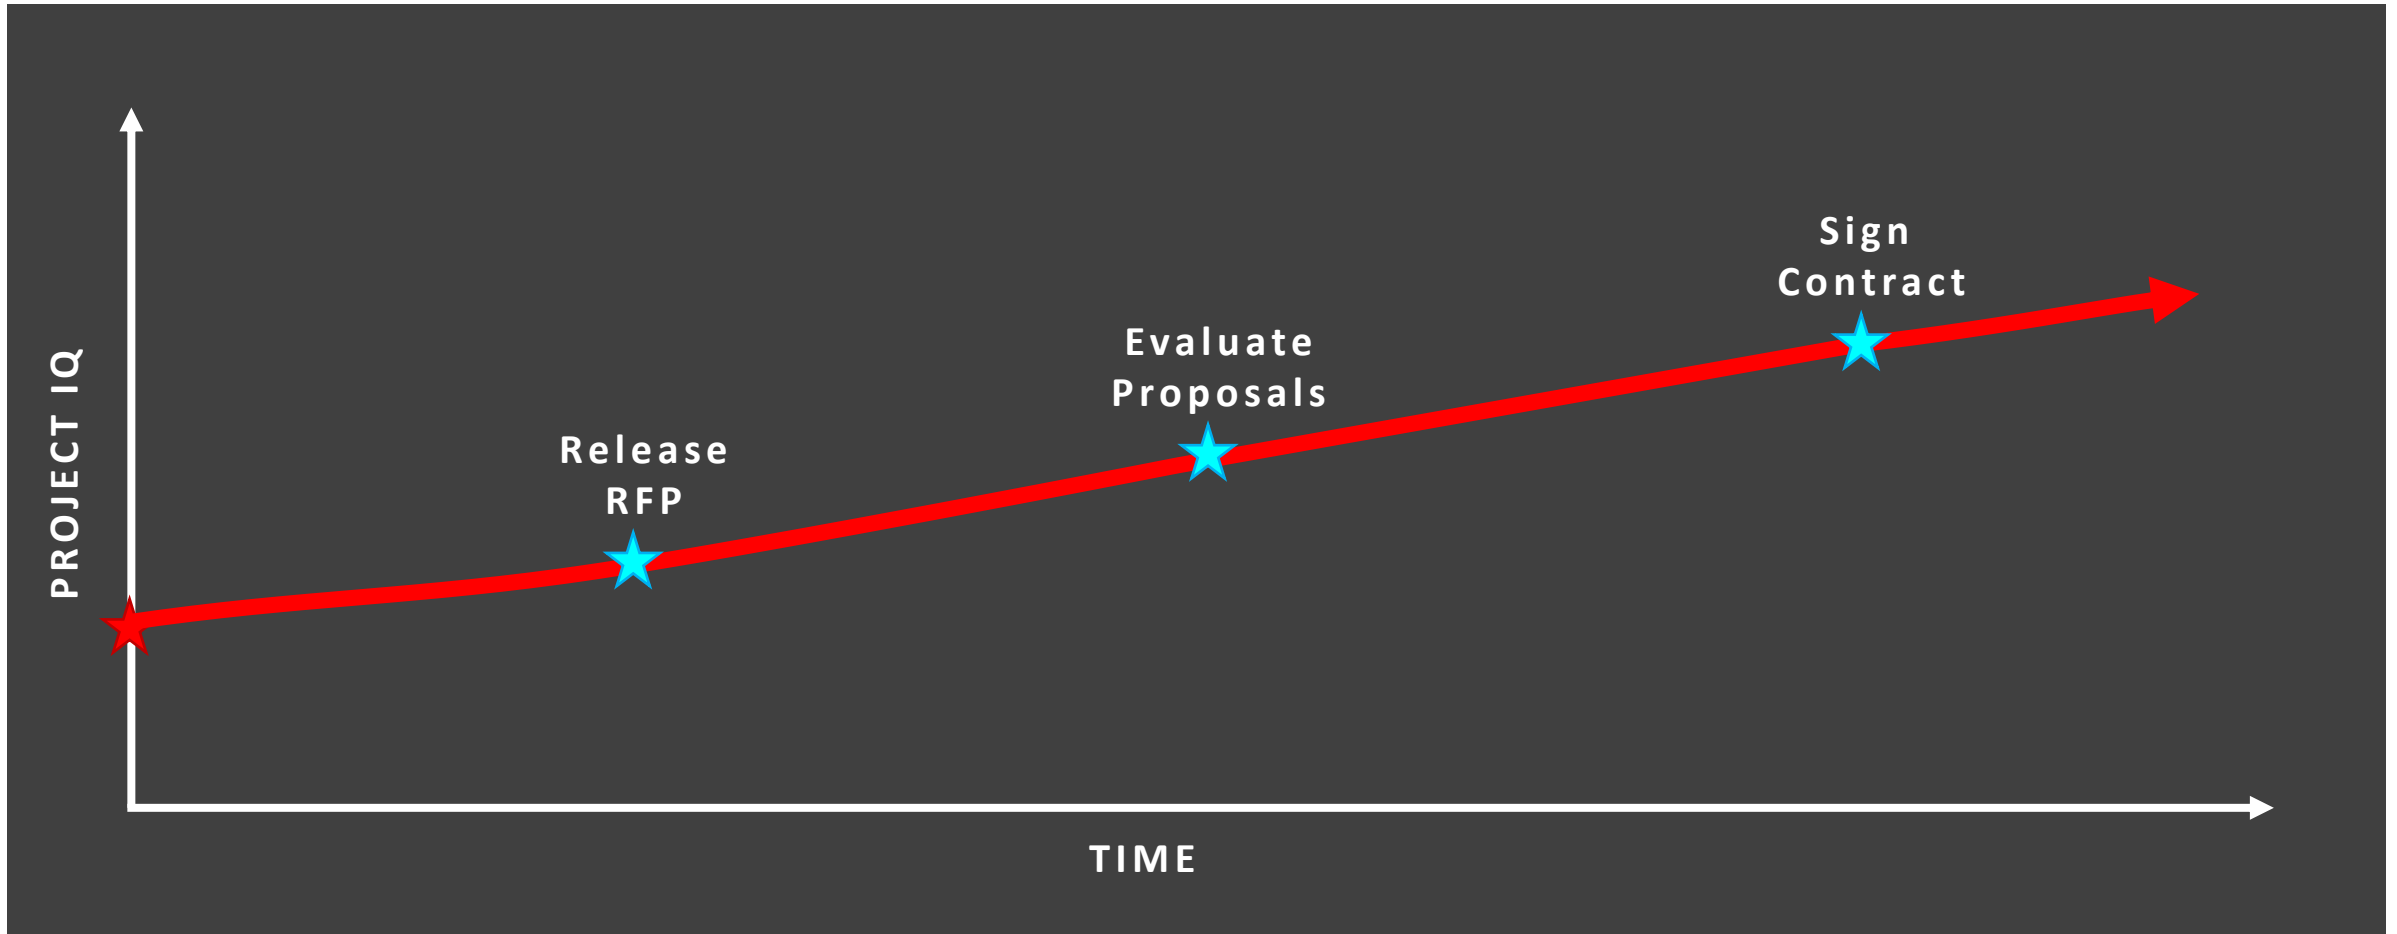 Sign
Contract
Evaluate
Proposals
Release
RFP
PROJECT IQ
TIME